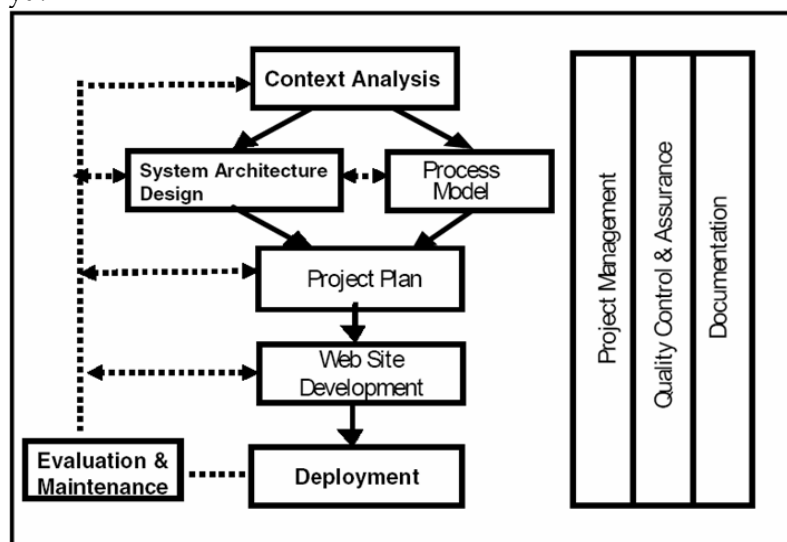 Context Analysis
System Architecture
Design
Process
Model
Project Plan
Web Site
Development
Evaluation &
Maintenance
Deployment
Project Management
Quality Control & Assurance
Documentation